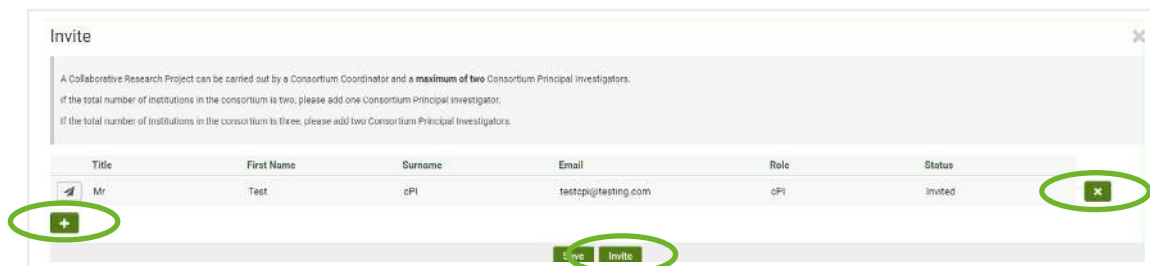 Invite
A Collaborative Research Project can be carried out by a Consortium Coordinator and a maximum of two Consortium Principal Investigators.
If the total number of institutions in the consortium is two, please add one Consortium Principal Investigator.
If the total number of institutions in the consortium is three, please add two Consortium Principal Investigators.
Title First Name Surname Email Role Status
Mr Test cPI testcpi@testing.com cPI Invited
Save Invite